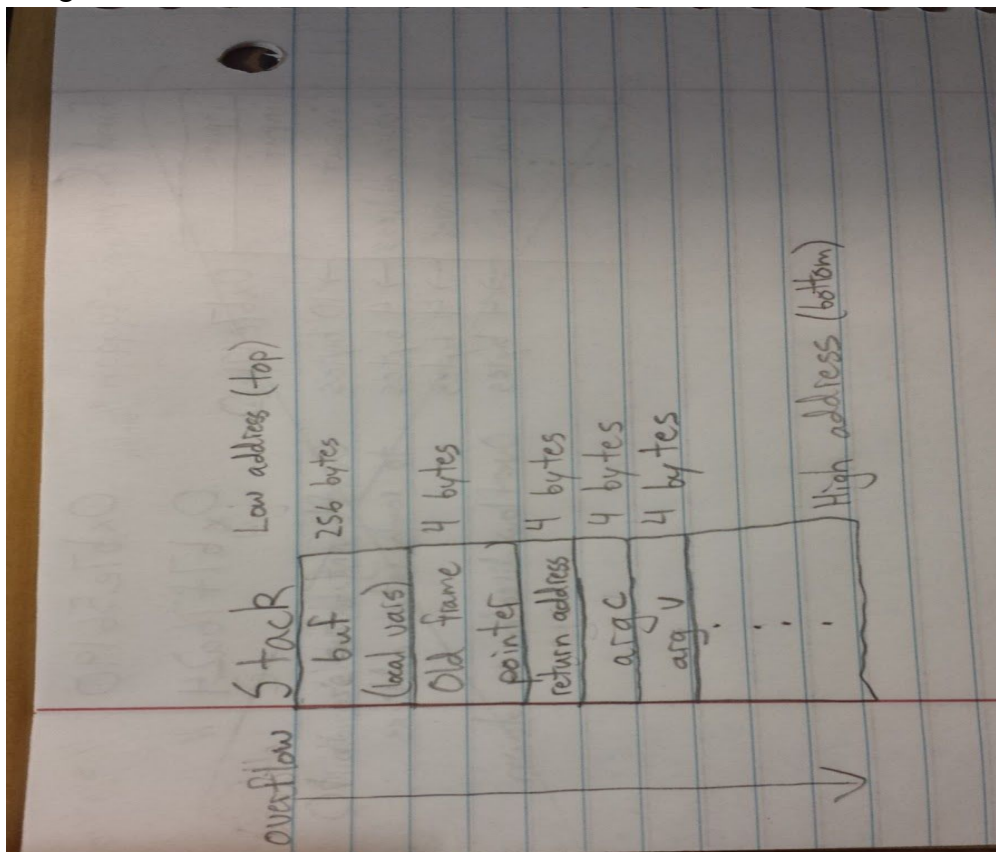 overflow Stack Low address (top)
buf 256 bytes
(local vars)
Old frame 4 bytes
pointer
return address 4 bytes
argc 4 bytes
argv 4 bytes
High address (bottom)